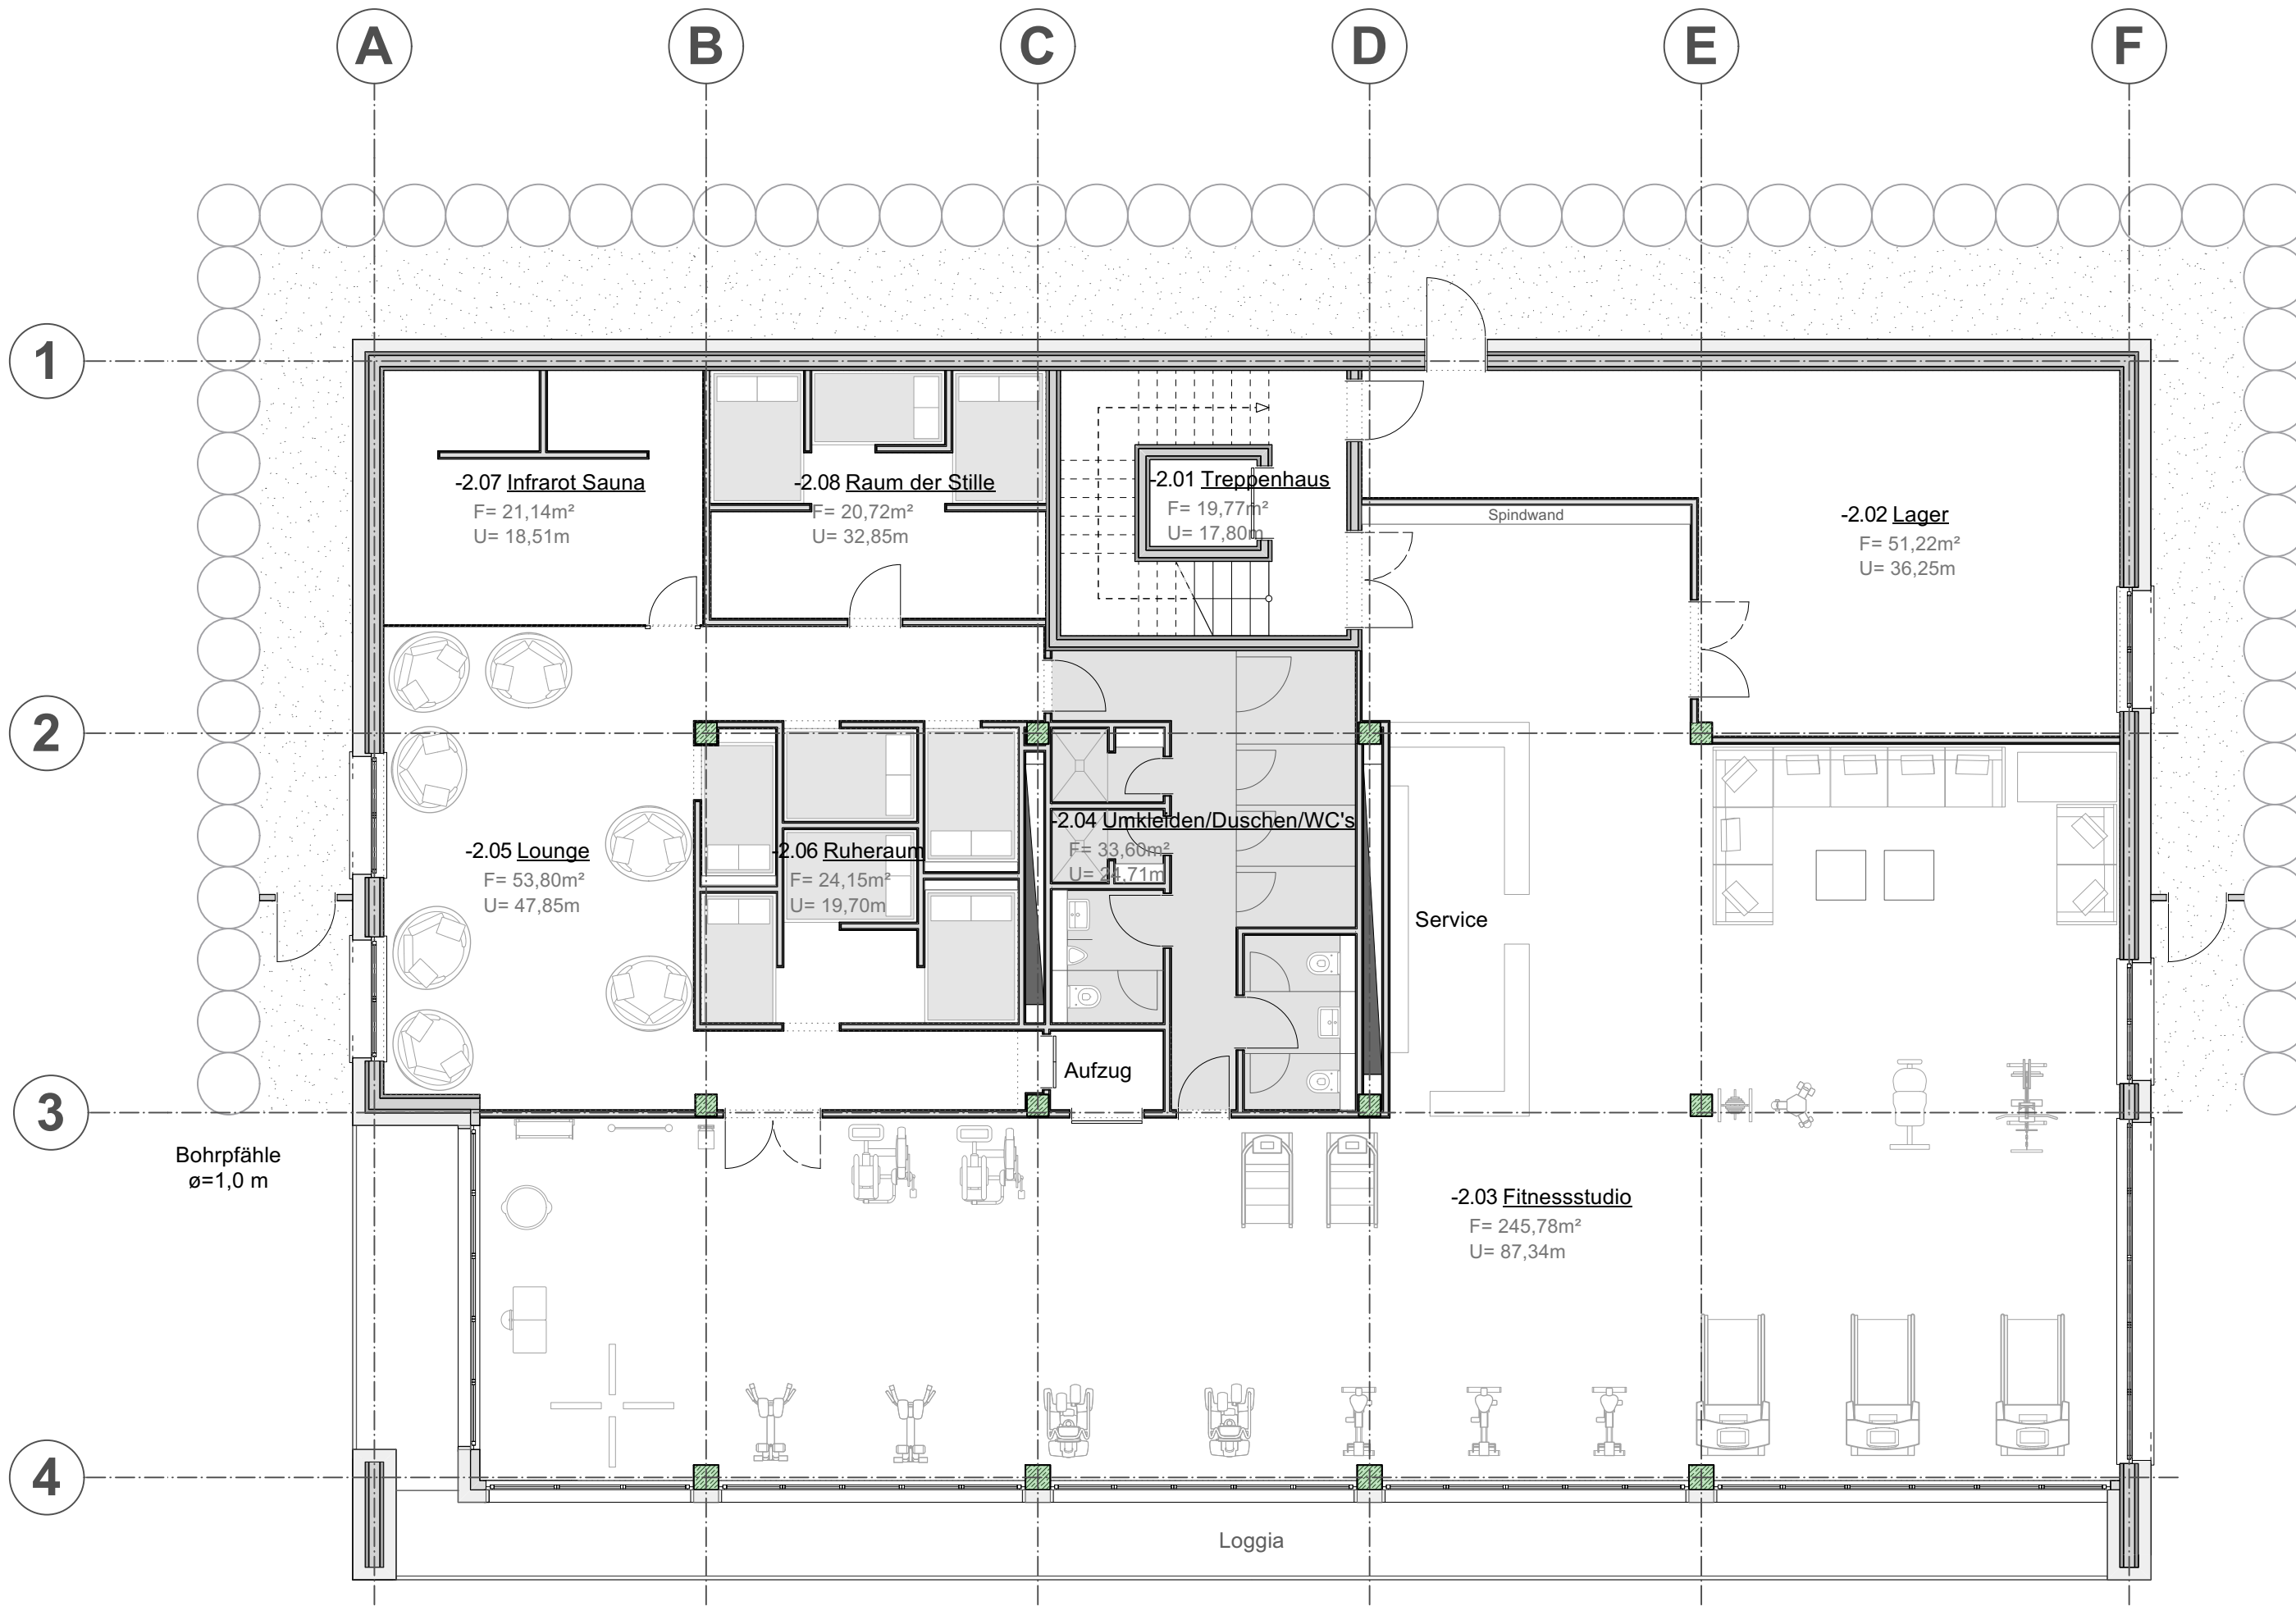 A B C D E F
1
-2.07 Infrarot Sauna
F= 21,14m²
U= 18,51m
-2.08 Raum der Stille
F= 20,72m²
U= 32,85m
-2.01 Treppenhaus
F= 19,77m²
U= 17,80m
Spindwand
-2.02 Lager
F= 51,22m²
U= 36,25m
2
-2.05 Lounge
F= 53,80m²
U= 47,85m
-2.06 Ruheraum
F= 24,15m²
U= 19,70m
-2.04 Umkleiden/Duschen/WC's
F= 33,60m²
U= 24,71m
Service
Aufzug
3
Bohrpfähle
ø=1,0 m
-2.03 Fitnessstudio
F= 245,78m²
U= 87,34m
4
Loggia